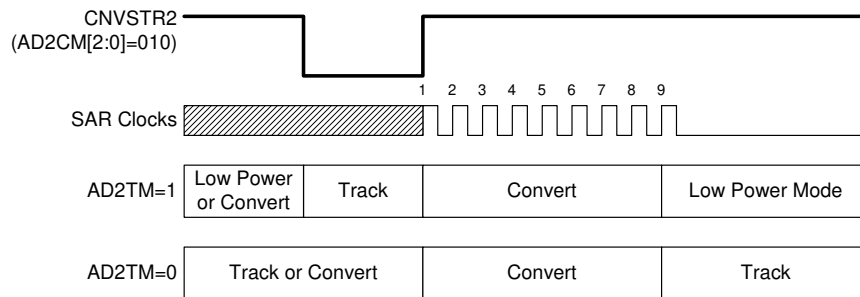 CNVSTR2
(AD2CM[2:0]=010)
1 2 3 4 5 6 7 8 9
SAR Clocks
AD2TM=1
Low Power
or Convert
Track
Convert
Low Power Mode
AD2TM=0
Track or Convert
Convert
Track